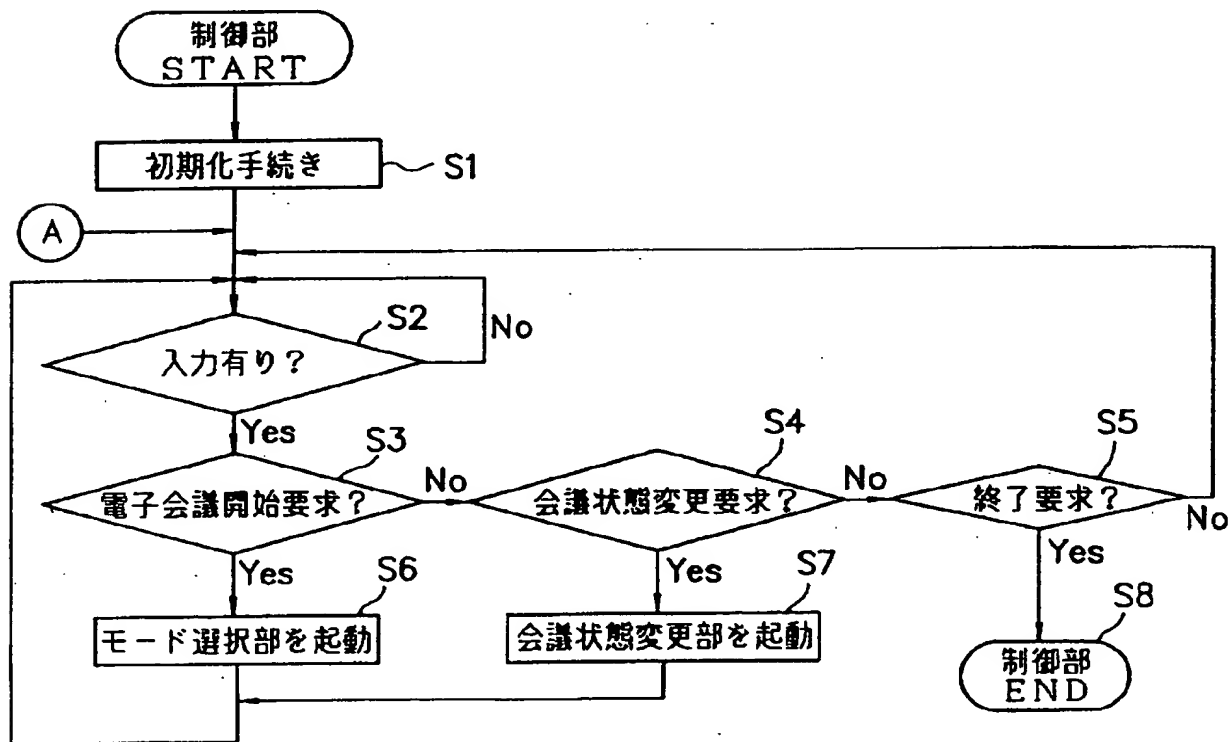 制御部
START
初期化手続き
S1
A
S2
No
入力有り?
Yes
S3
電子会議開始要求?
No
S4
会議状態変更要求?
No
S5
終了要求?
No
Yes
S6
モード選択部を起動
Yes
S7
会議状態変更部を起動
Yes
S8
制御部
END